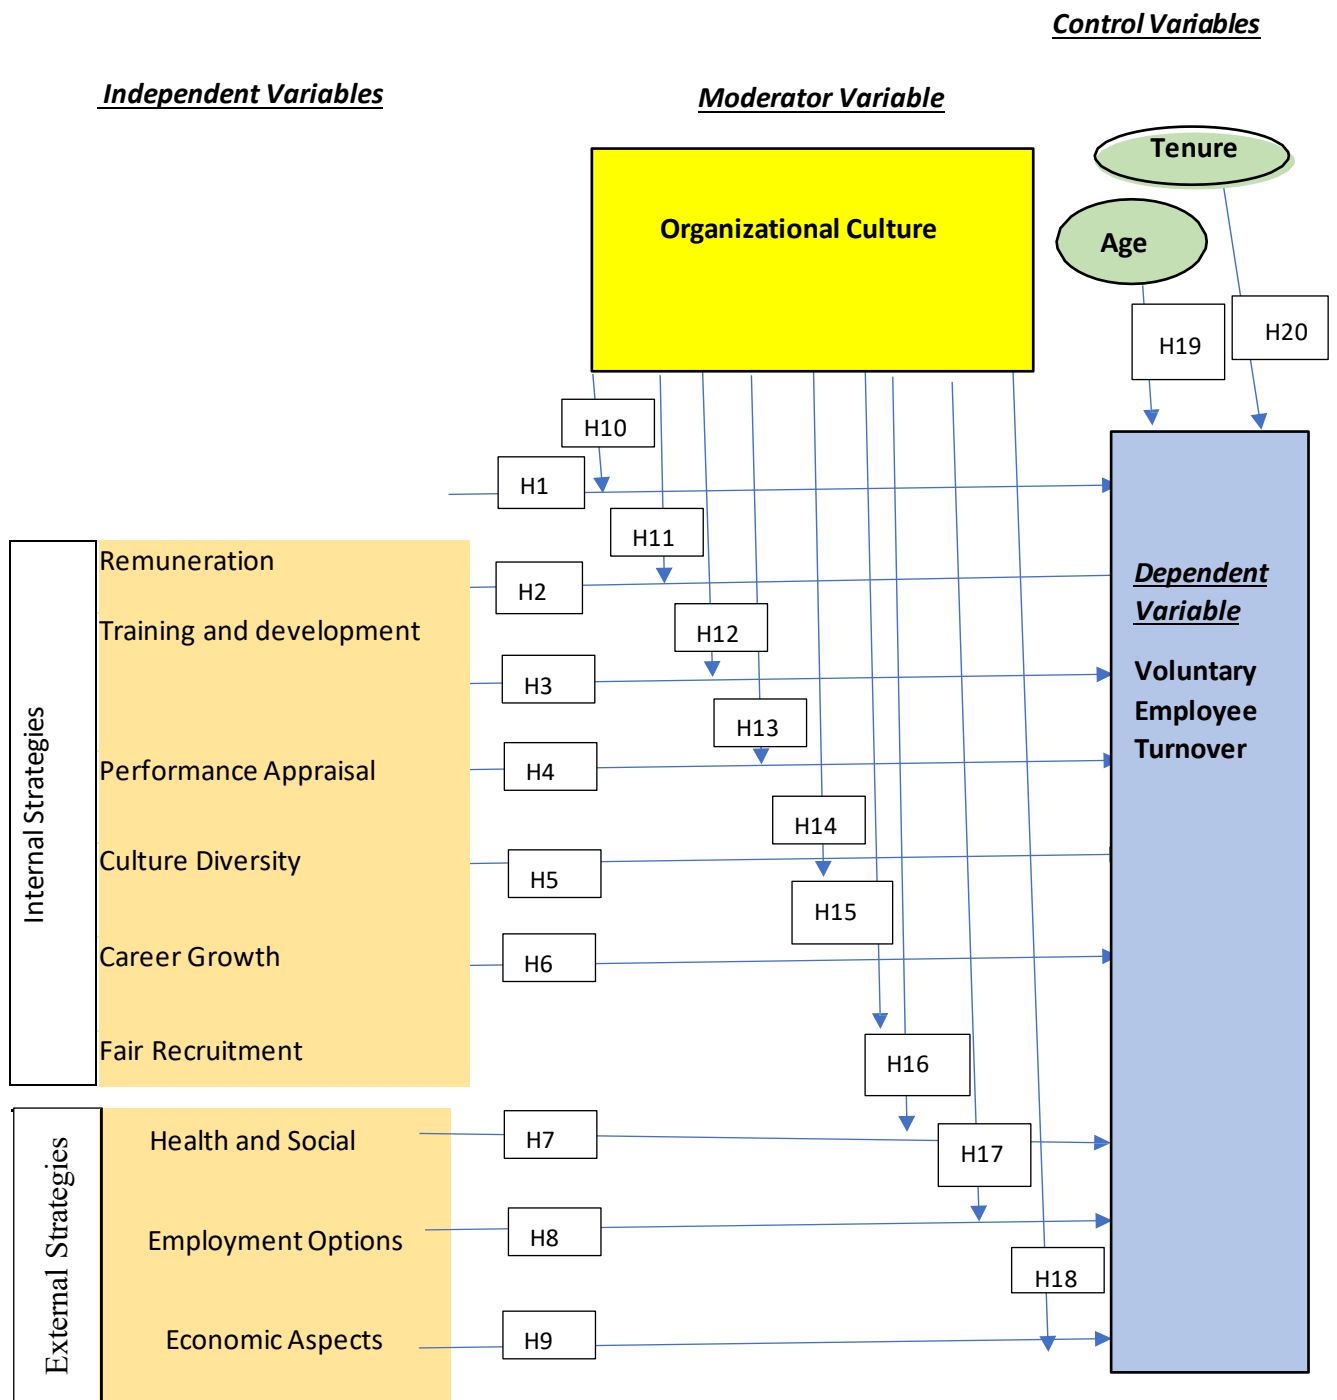 Control Variables
Independent Variables
Moderator Variable
Tenure
Organizational Culture
Age
H19
H20
H10
H1
H11
Remuneration
H2
Dependent
Variable
Training and development
H12
H3
Voluntary
Employee
Turnover
H13
Internal Strategies
Performance Appraisal
H4
H14
Culture Diversity
H5
H15
Career Growth
H6
Fair Recruitment
H16
External Strategies
Health and Social
H7
H17
Employment Options
H8
H18
Economic Aspects
H9